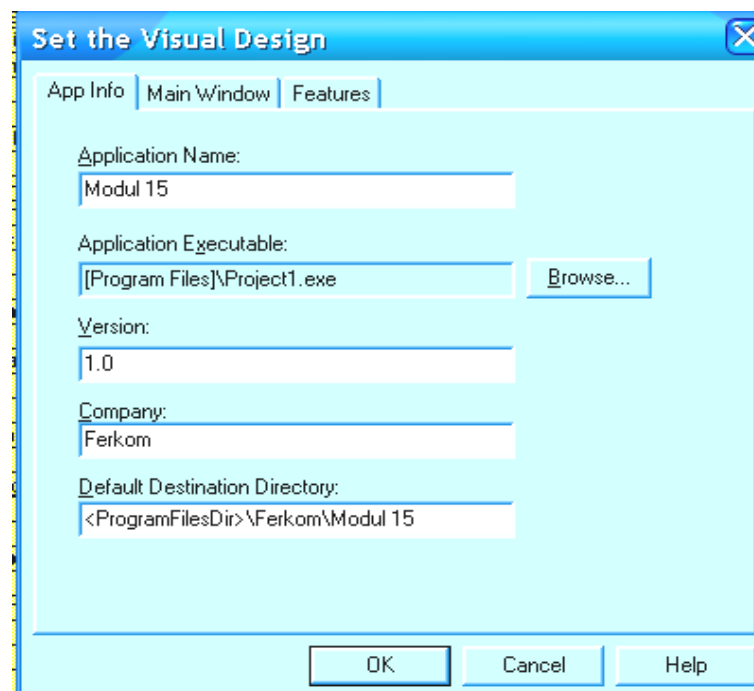 Set the Visual Design
App Info Main Window Features
Application Name:
Modul 15
Application Executable:
[Program Files]\Project1.exe Browse...
Version:
1.0
Company:
Ferkom
Default Destination Directory:
<ProgramFilesDir>\Ferkom\Modul 15
OK Cancel Help